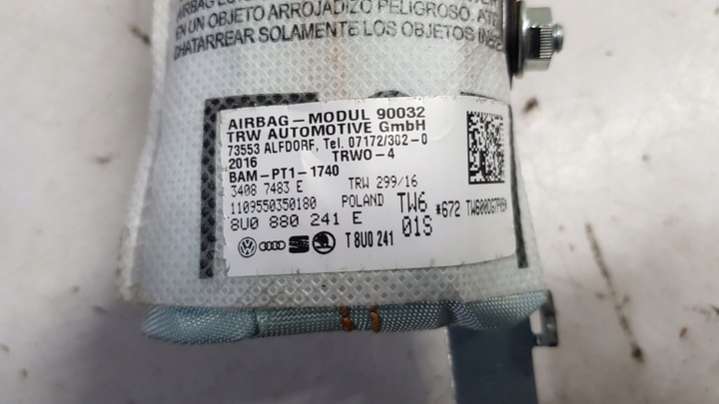 EN UN OBJETO ARROJADIZO PELIGROSO.
CHATARREAR SOLAMENTE LOS OBJETOS
AIRBAG-MODUL 90032
TRW AUTOMOTIVE GmbH
73553 ALFDORF, Tel. 07172/302-0
2016 TRWO-4
BAM-PT1-1740
3408 7483 E TRW 299/16
1109550350180 POLAND TW6 *672
8U0 880 241 E 01S
T 8U0 241